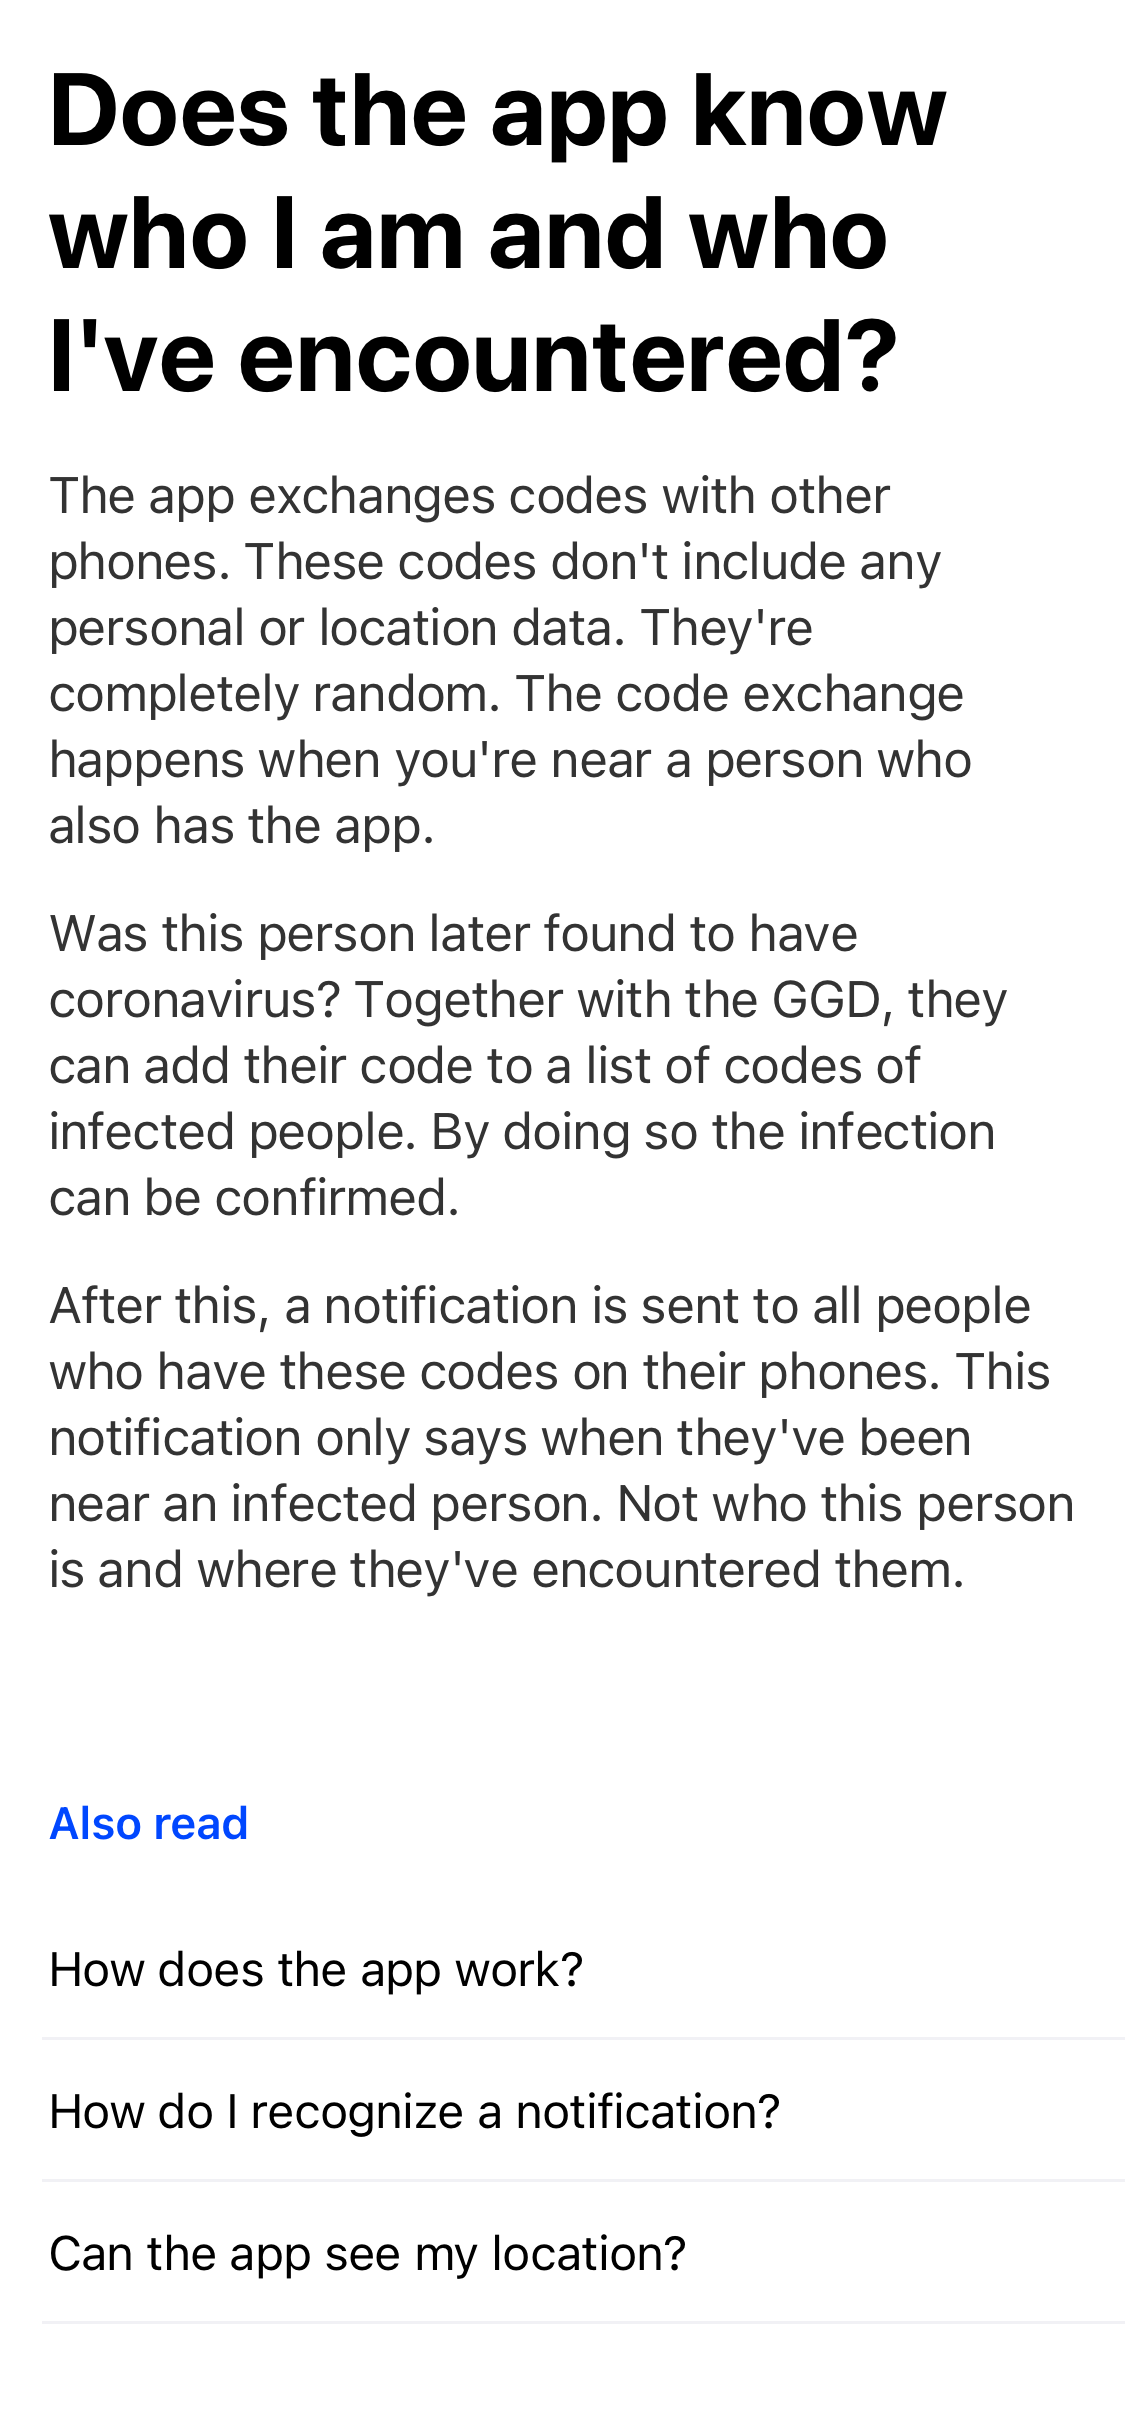 Does the app know
who I am and who
I've encountered?
The app exchanges codes with other
phones. These codes don't include any
personal or location data. They're
completely random. The code exchange
happens when you're near a person who
also has the app.
Was this person later found to have
coronavirus? Together with the GGD, they
can add their code to a list of codes of
infected people. By doing so the infection
can be confirmed.
After this, a notification is sent to all people
who have these codes on their phones. This
notification only says when they've been
near an infected person. Not who this person
is and where they've encountered them.
Also read
How does the app work?
How do I recognize a notification?
Can the app see my location?